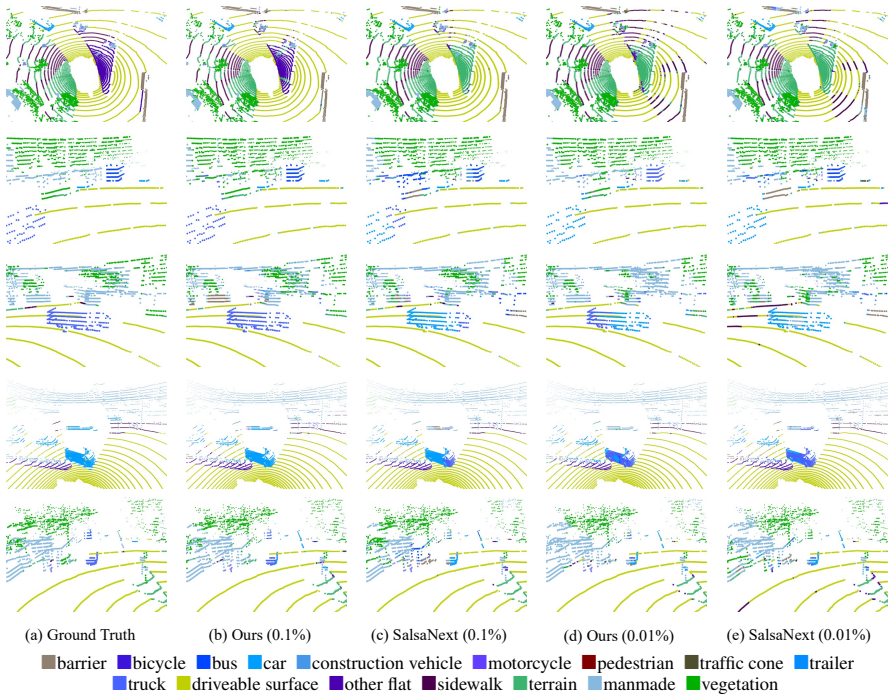 (a) Ground Truth (b) Ours (0.1%) (c) SalsaNext (0.1%) (d) Ours (0.01%) (e) SalsaNext (0.01%)
barrier bicycle bus car construction vehicle motorcycle pedestrian traffic cone trailer
truck driveable surface other flat sidewalk terrain manmade vegetation